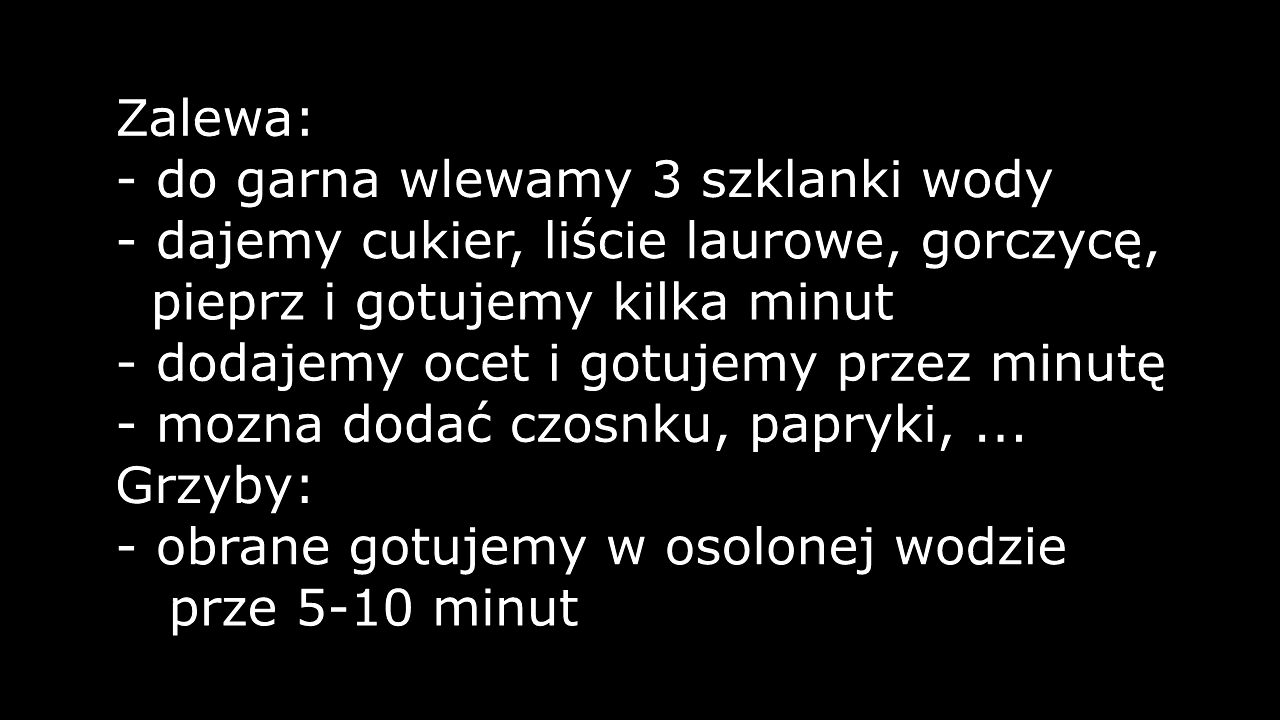 Zalewa:
- do garna wlewamy 3 szklanki wody
- dajemy cukier, liście laurowe, gorczycę,
pieprz i gotujemy kilka minut
- dodajemy ocet i gotujemy przez minutę
- mozna dodać czosnku, papryki, ...
Grzyby:
- obrane gotujemy w osolonej wodzie
prze 5-10 minut